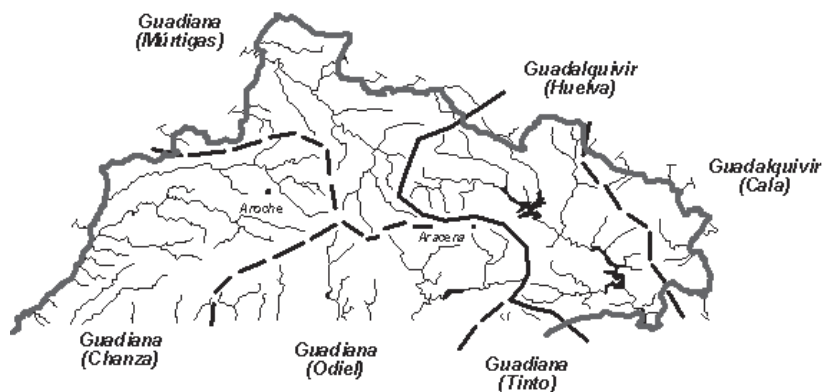 Guadiana
(Múrtigas)
Guadalquivir
(Huelva)
Guadalquivir
(Cala)
Aroche
Aracena
Guadiana
(Chanza)
Guadiana
(Odiel)
Guadiana
(Tinto)